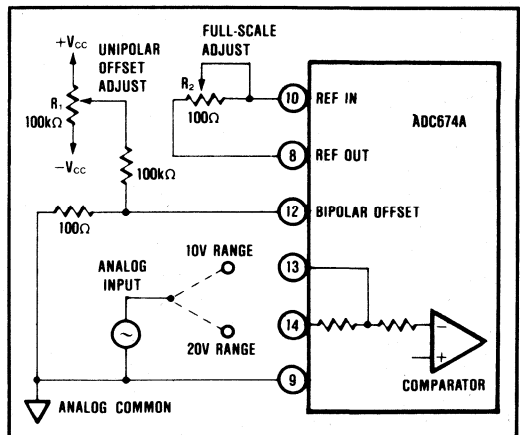 FULL-SCALE
ADJUST
+VCC
UNIPOLAR
OFFSET
ADJUST
R1
100kΩ
−VCC
R2
100Ω
10 REF IN
ADC674A
8 REF OUT
100kΩ
12 BIPOLAR OFFSET
100Ω
ANALOG
INPUT
10V RANGE
13
14
20V RANGE
−
+
COMPARATOR
9
ANALOG COMMON